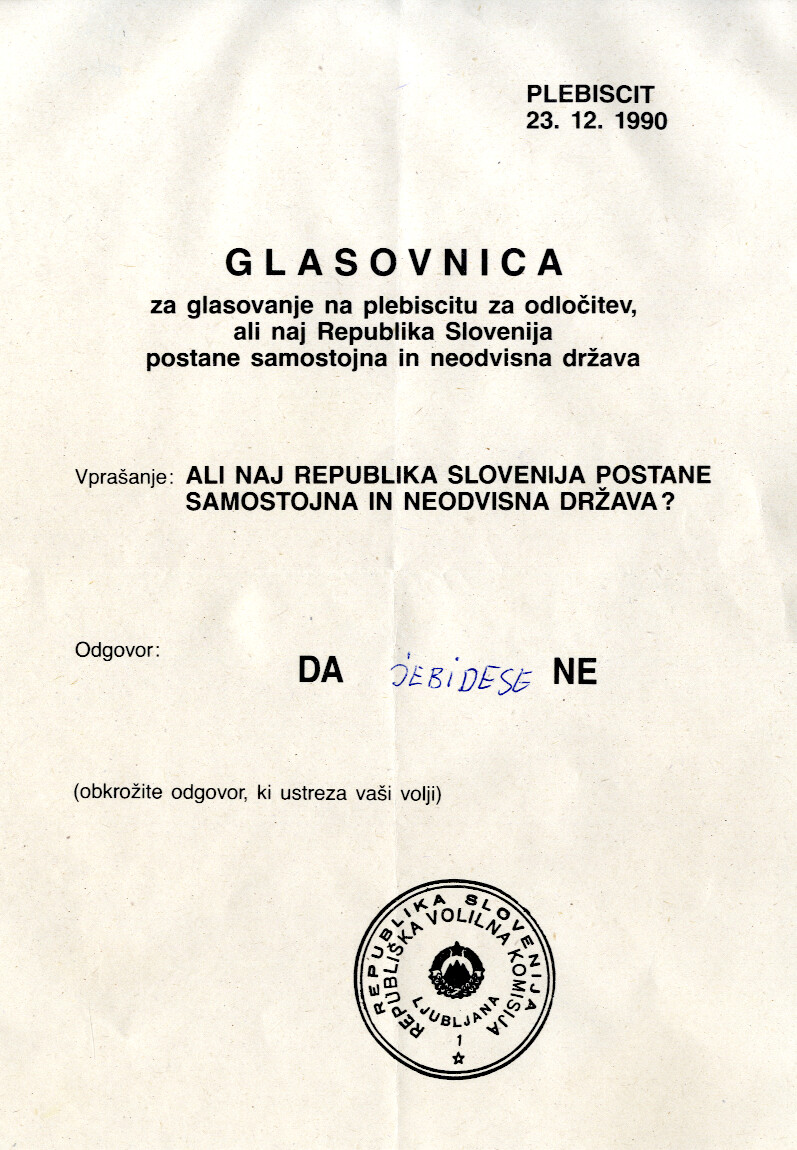 PLEBISCIT
23. 12. 1990
GLASOVNICA
za glasovanje na plebiscitu za odločitev,
ali naj Republika Slovenija
postane samostojna in neodvisna država
Vprašanje: ALI NAJ REPUBLIKA SLOVENIJA POSTANE
SAMOSTOJNA IN NEODVISNA DRŽAVA?
Odgovor:
DA JEBIDESE NE
(obkrožite odgovor, ki ustreza vaši volji)
REPUBLIKA SLOVENIJA
REPUBLIŠKA VOLILNA KOMISIJA
LJUBLJANA
1